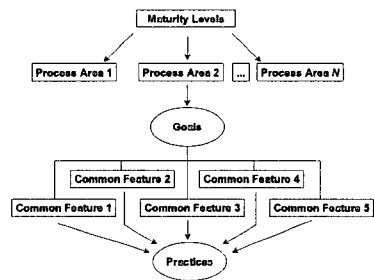 Maturity Levels
Process Area 1 Process Area 2 ... Process Area N
Goals
Common Feature 2 Common Feature 4
Common Feature 1 Common Feature 3 Common Feature 5
Practices